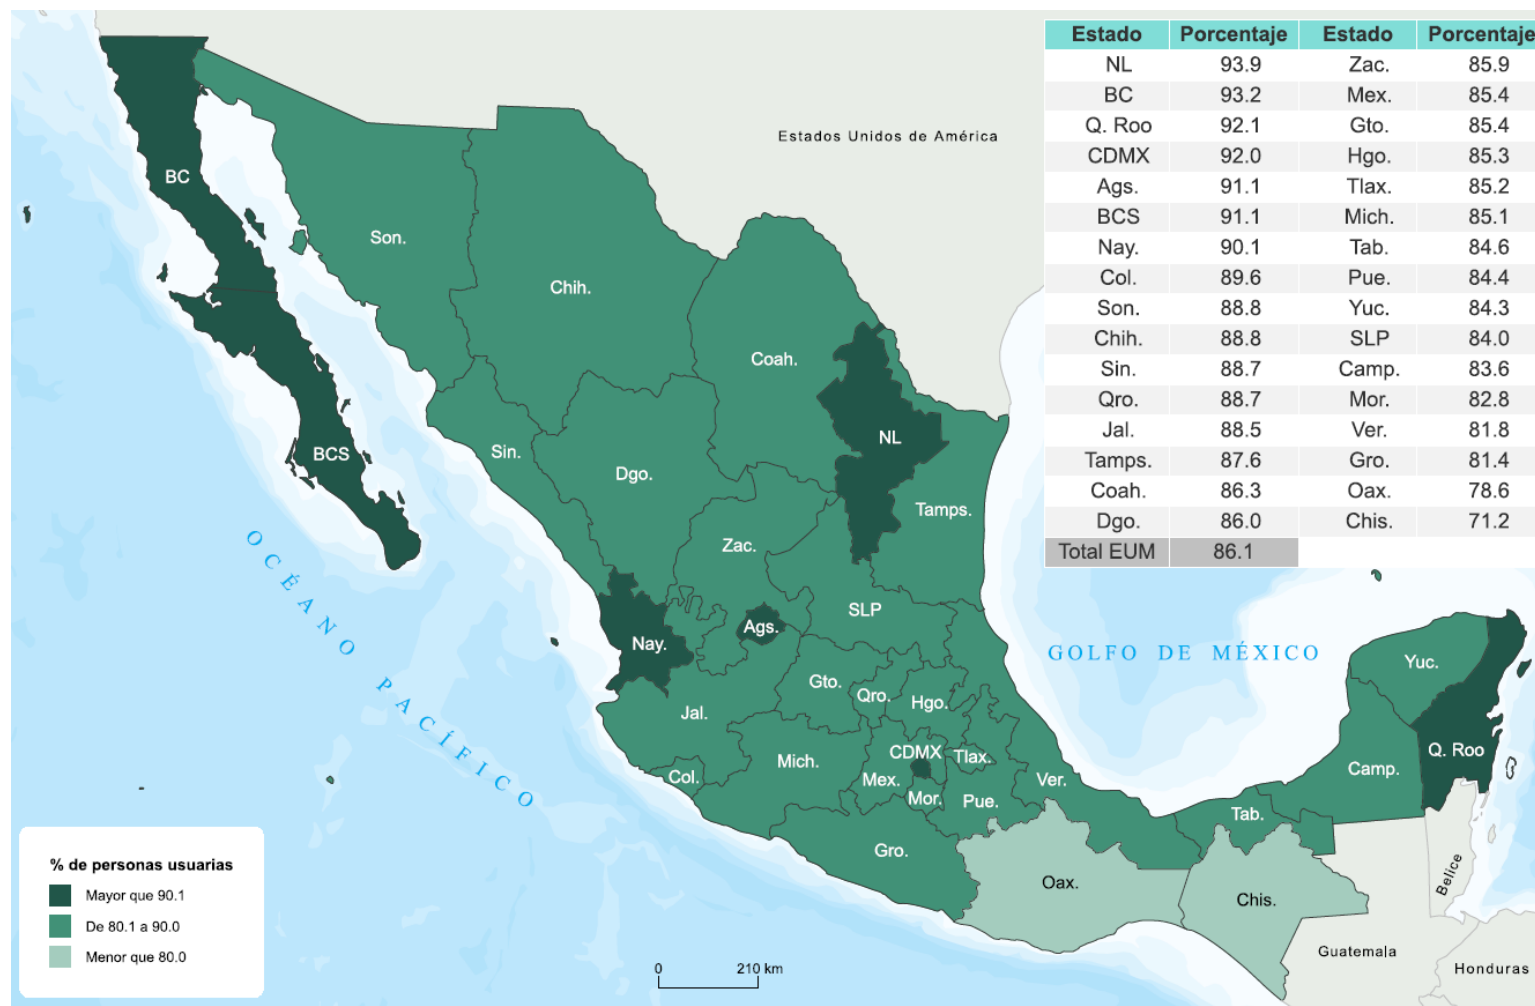 Estado Porcentaje Estado Porcentaje
NL 93.9 Zac. 85.9
BC 93.2 Mex. 85.4
Q. Roo 92.1 Gto. 85.4
CDMX 92.0 Hgo. 85.3
Ags. 91.1 Tlax. 85.2
BCS 91.1 Mich. 85.1
Nay. 90.1 Tab. 84.6
Col. 89.6 Pue. 84.4
Son. 88.8 Yuc. 84.3
Chih. 88.8 SLP 84.0
Sin. 88.7 Camp. 83.6
Qro. 88.7 Mor. 82.8
Jal. 88.5 Ver. 81.8
Tamps. 87.6 Gro. 81.4
Coah. 86.3 Oax. 78.6
Dgo. 86.0 Chis. 71.2
Total EUM 86.1
Estados Unidos de América
BC
Son.
Chih.
Coah.
NL
BCS
Sin.
Dgo.
Tamps.
Zac.
SLP
Nay.
Ags.
OCÉANO PACÍFICO
GOLFO DE MÉXICO
Yuc.
Gto.
Qro.
Hgo.
Jal.
Q. Roo
CDMX
Tlax.
Mich.
Camp.
Col.
Mex.
Ver.
Mor.
Pue.
Tab.
Gro.
Oax.
Chis.
Belice
Guatemala
Honduras
% de personas usuarias
Mayor que 90.1
De 80.1 a 90.0
Menor que 80.0
0 210 km